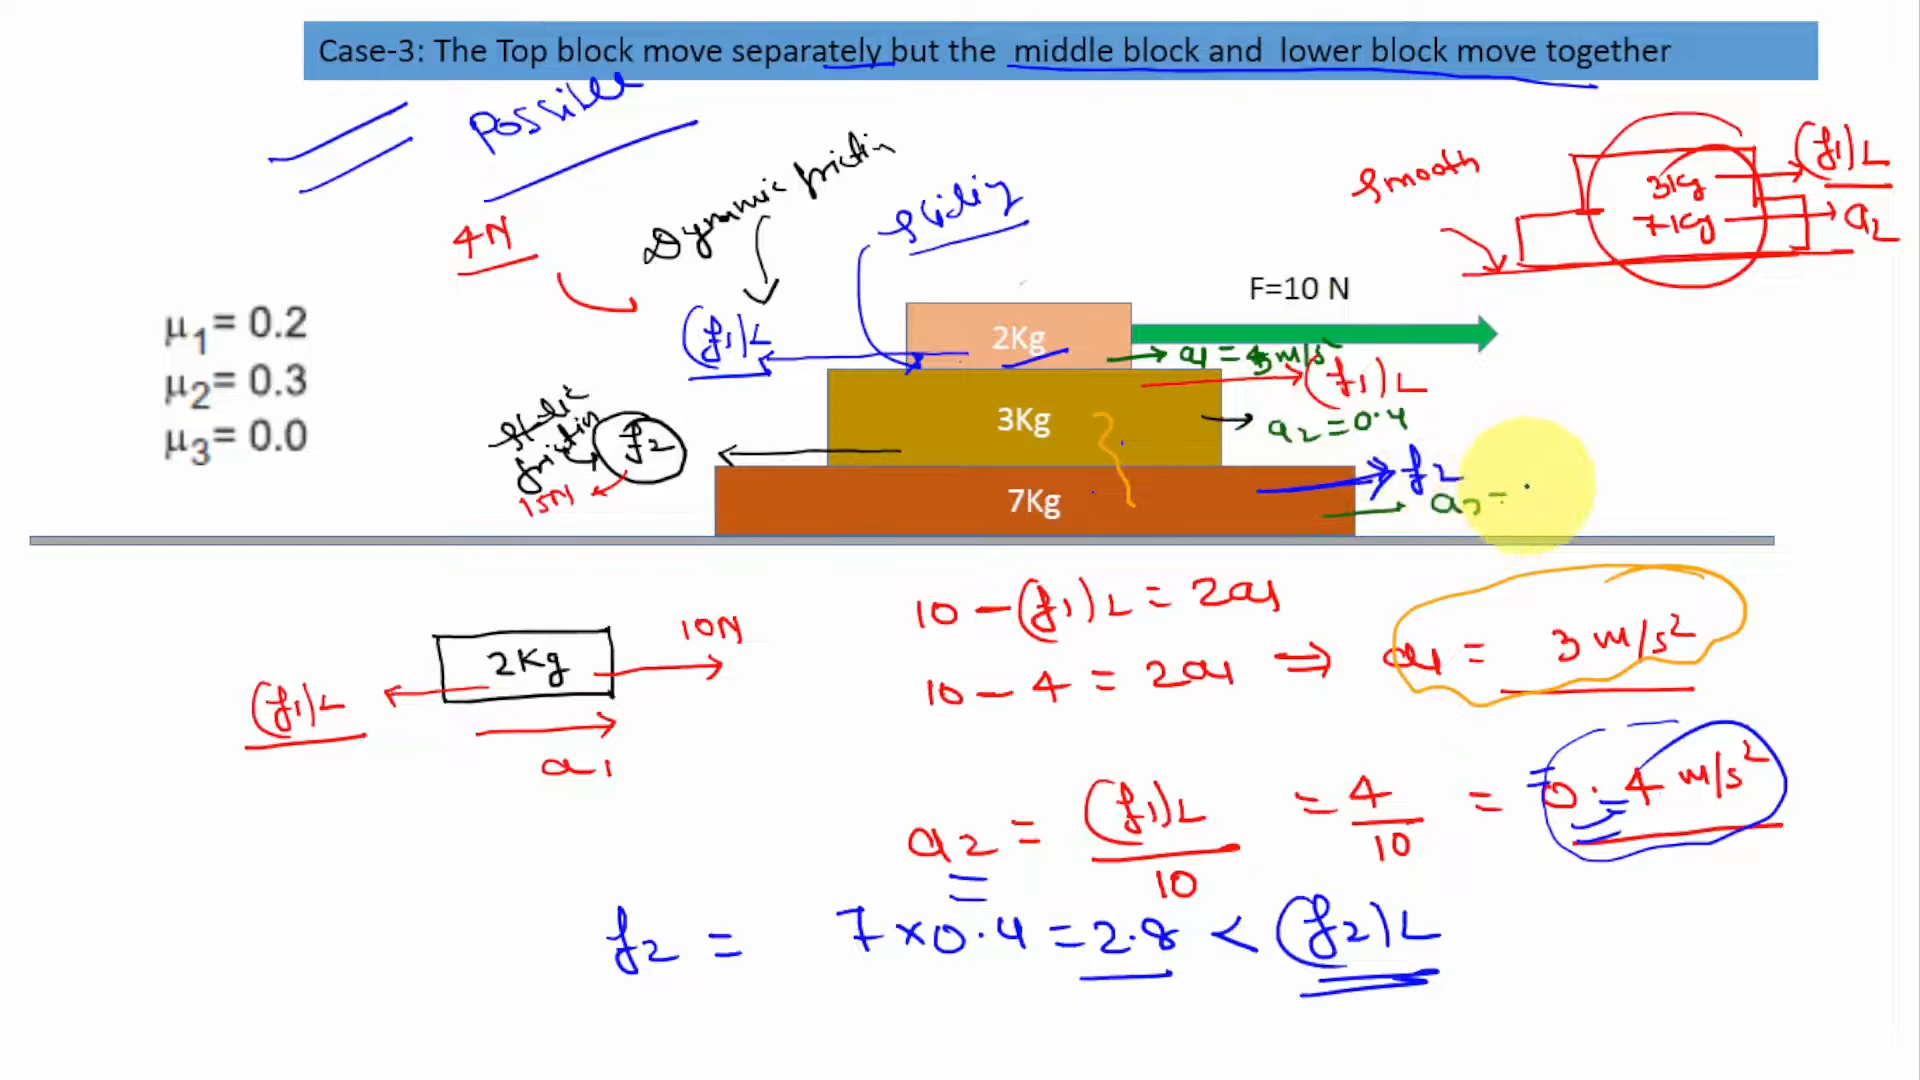 Case-3: The Top block move separately but the middle block and lower block move together
Possible
Dynamic friction
sliding
smooth
(f1)L
3Kg
7Kg
a2
4N
F=10 N
μ1= 0.2
μ2= 0.3
μ3= 0.0
(f1)L
2Kg
a1 = 3 m/s²
(f1)L
static friction
f2
15N
3Kg
a2 = 0.4
f2
7Kg
10 - (f1)L = 2a1
(f1)L
2Kg
10N
a1
10 - 4 = 2a1 ⇒ a1 = 3 m/s²
a2 = (f1)L / 10 = 4 / 10 = 0.4 m/s²
f2 = 7×0.4 = 2.8 < (f2)L